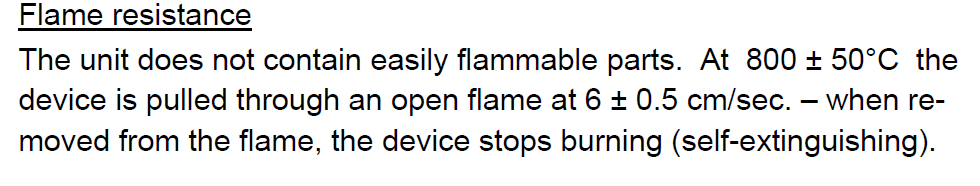 Flame resistance
The unit does not contain easily flammable parts.  At  800 ± 50°C  the
device is pulled through an open flame at 6 ± 0.5 cm/sec. – when re-
moved from the flame, the device stops burning (self-extinguishing).